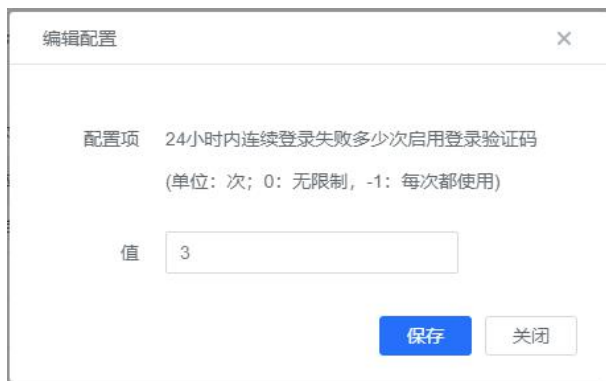 编辑配置
配置项 24小时内连续登录失败多少次启用登录验证码
(单位：次；0：无限制，-1：每次都使用)
值 3
保存 关闭